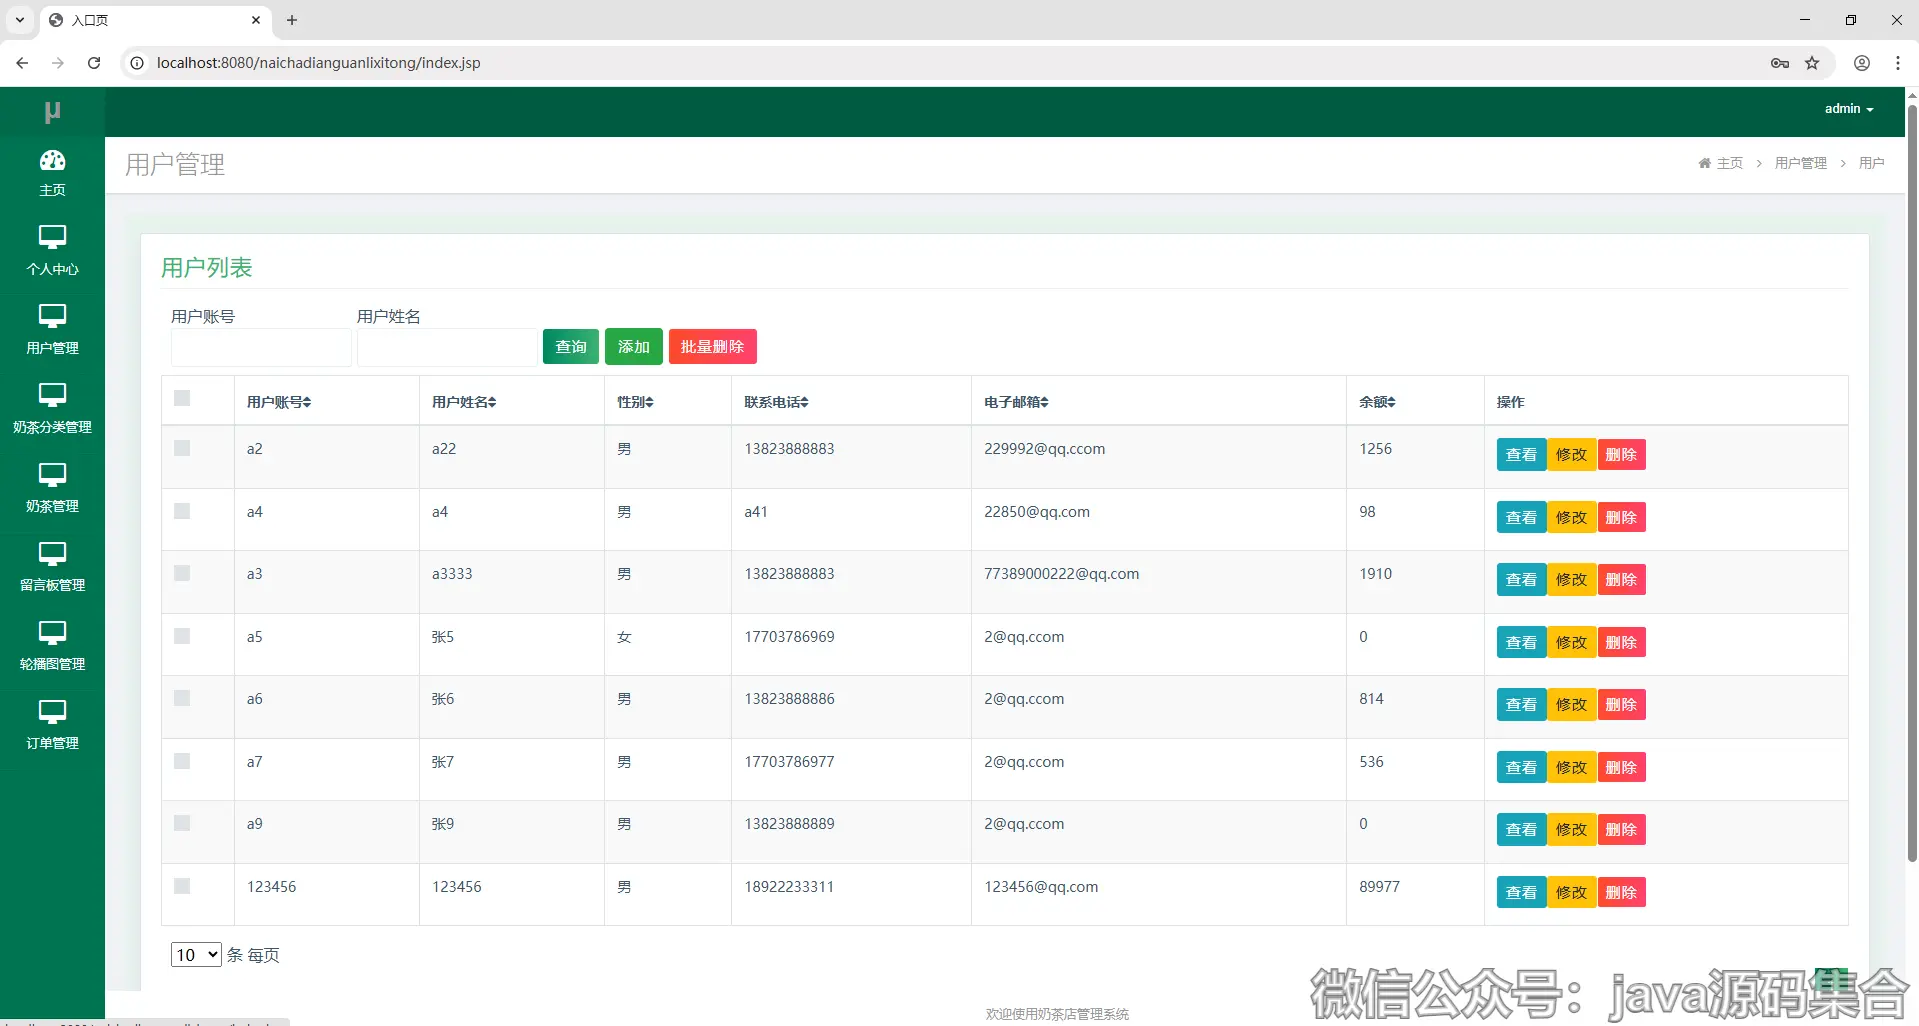 入口页
localhost:8080/naichadianguanlixitong/index.jsp
μ
admin
主页
个人中心
用户管理
奶茶分类管理
奶茶管理
留言板管理
轮播图管理
订单管理
用户管理
主页 > 用户管理 > 用户
用户列表
用户账号 用户姓名
查询 添加 批量删除
用户账号 用户姓名 性别 联系电话 电子邮箱 余额 操作
a2 a22 男 13823888883 229992@qq.ccom 1256 查看 修改 删除
a4 a4 男 a41 22850@qq.com 98 查看 修改 删除
a3 a3333 男 13823888883 77389000222@qq.com 1910 查看 修改 删除
a5 张5 女 17703786969 2@qq.ccom 0 查看 修改 删除
a6 张6 男 13823888886 2@qq.ccom 814 查看 修改 删除
a7 张7 男 17703786977 2@qq.ccom 536 查看 修改 删除
a9 张9 男 13823888889 2@qq.ccom 0 查看 修改 删除
123456 123456 男 18922233311 123456@qq.com 89977 查看 修改 删除
10 条 每页
欢迎使用奶茶店管理系统
微信公众号：java源码集合